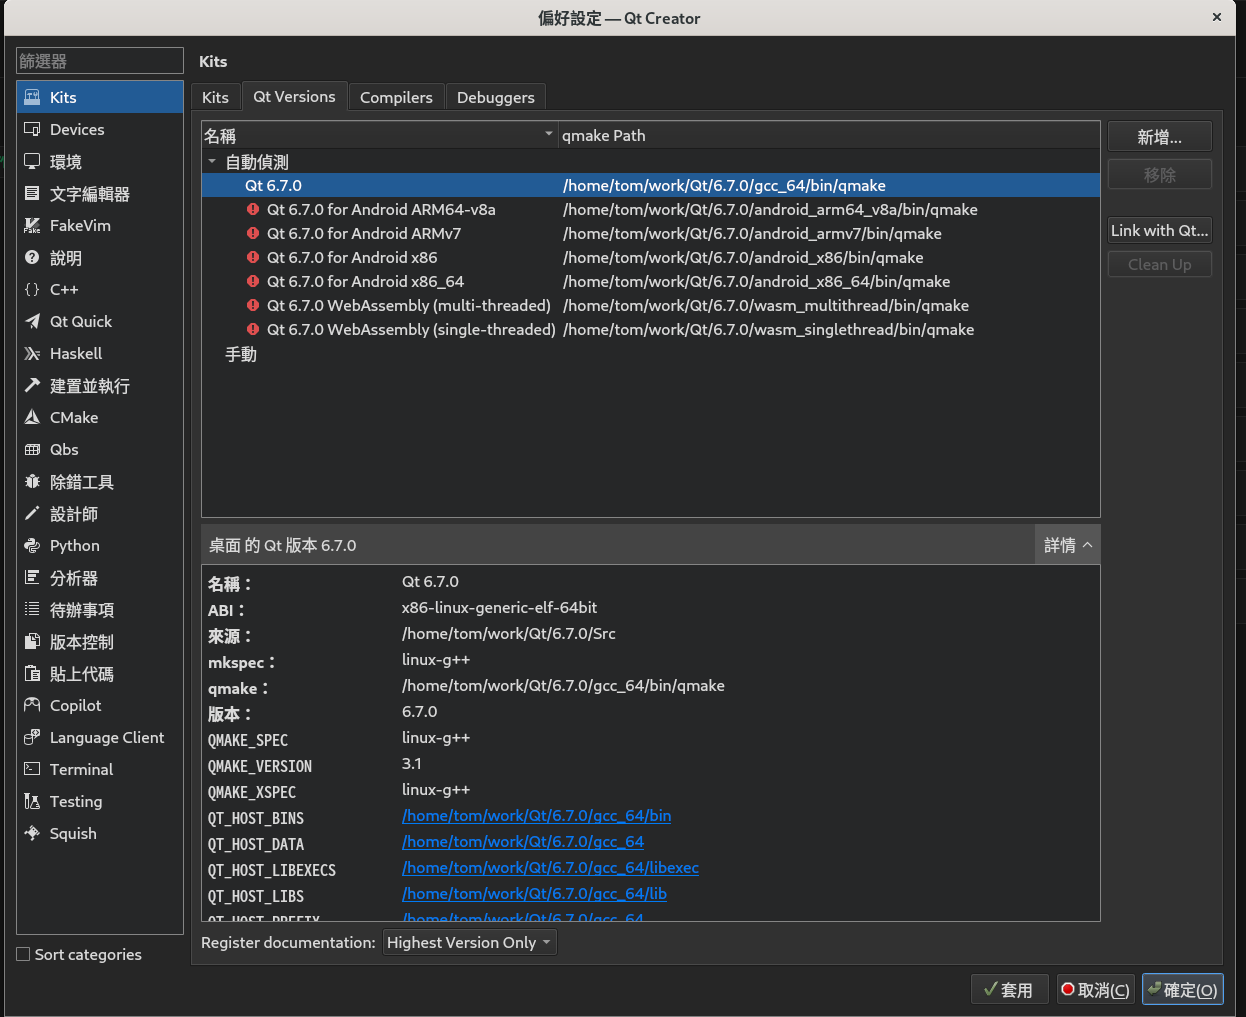 偏好設定 — Qt Creator
篩選器
Kits
Devices
環境
文字編輯器
FakeVim
說明
C++
Qt Quick
Haskell
建置並執行
CMake
Qbs
除錯工具
設計師
Python
分析器
待辦事項
版本控制
貼上代碼
Copilot
Language Client
Terminal
Testing
Squish
Sort categories
Kits
Kits Qt Versions Compilers Debuggers
名稱 qmake Path
自動偵測
Qt 6.7.0 /home/tom/work/Qt/6.7.0/gcc_64/bin/qmake
Qt 6.7.0 for Android ARM64-v8a /home/tom/work/Qt/6.7.0/android_arm64_v8a/bin/qmake
Qt 6.7.0 for Android ARMv7 /home/tom/work/Qt/6.7.0/android_armv7/bin/qmake
Qt 6.7.0 for Android x86 /home/tom/work/Qt/6.7.0/android_x86/bin/qmake
Qt 6.7.0 for Android x86_64 /home/tom/work/Qt/6.7.0/android_x86_64/bin/qmake
Qt 6.7.0 WebAssembly (multi-threaded) /home/tom/work/Qt/6.7.0/wasm_multithread/bin/qmake
Qt 6.7.0 WebAssembly (single-threaded) /home/tom/work/Qt/6.7.0/wasm_singlethread/bin/qmake
手動
新增...
移除
Link with Qt...
Clean Up
桌面 的 Qt 版本 6.7.0 詳情
名稱： Qt 6.7.0
ABI： x86-linux-generic-elf-64bit
來源： /home/tom/work/Qt/6.7.0/Src
mkspec： linux-g++
qmake： /home/tom/work/Qt/6.7.0/gcc_64/bin/qmake
版本： 6.7.0
QMAKE_SPEC linux-g++
QMAKE_VERSION 3.1
QMAKE_XSPEC linux-g++
QT_HOST_BINS /home/tom/work/Qt/6.7.0/gcc_64/bin
QT_HOST_DATA /home/tom/work/Qt/6.7.0/gcc_64
QT_HOST_LIBEXECS /home/tom/work/Qt/6.7.0/gcc_64/libexec
QT_HOST_LIBS /home/tom/work/Qt/6.7.0/gcc_64/lib
QT_HOST_PREFIX /home/tom/work/Qt/6.7.0/gcc_64
Register documentation: Highest Version Only
套用 取消(C) 確定(O)